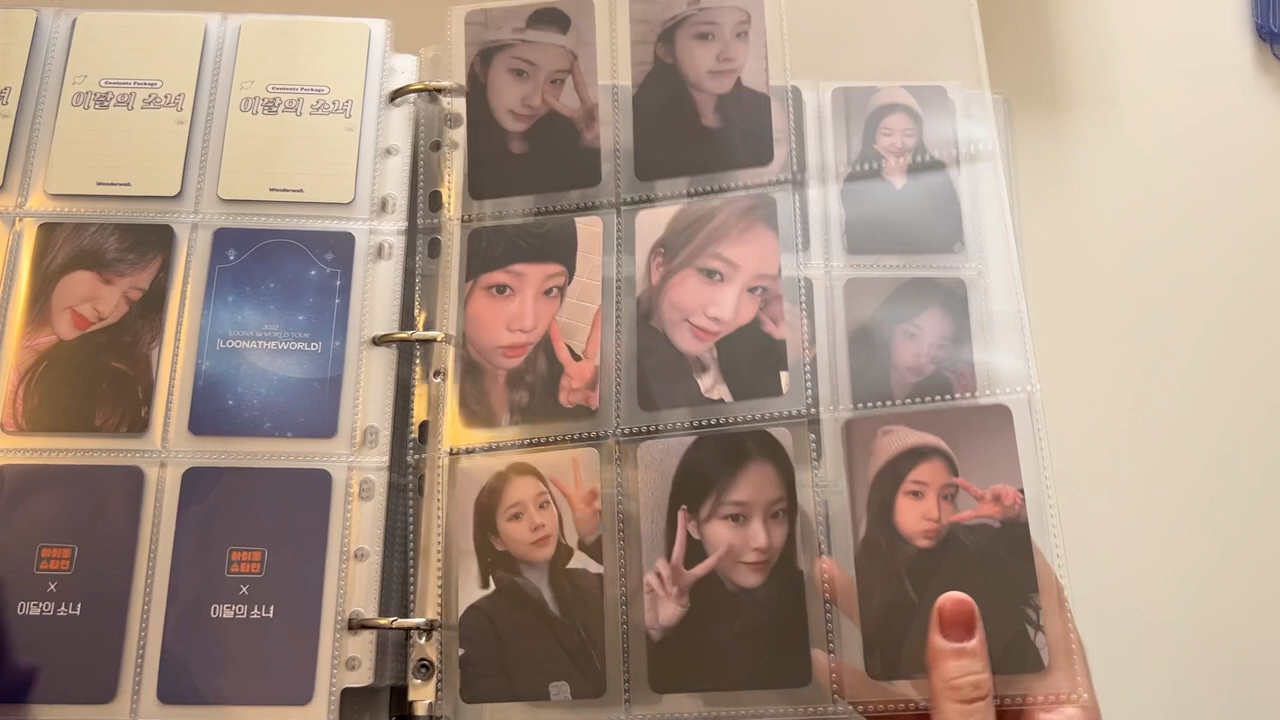 Contents Package
이달의 소녀
Wonderwall.
Contents Package
이달의 소녀
Wonderwall.
2022
LOONA 1ST WORLD TOUR
[LOONATHEWORLD]
아이돌
슈타인
X
이달의 소녀
아이돌
슈타인
X
이달의 소녀